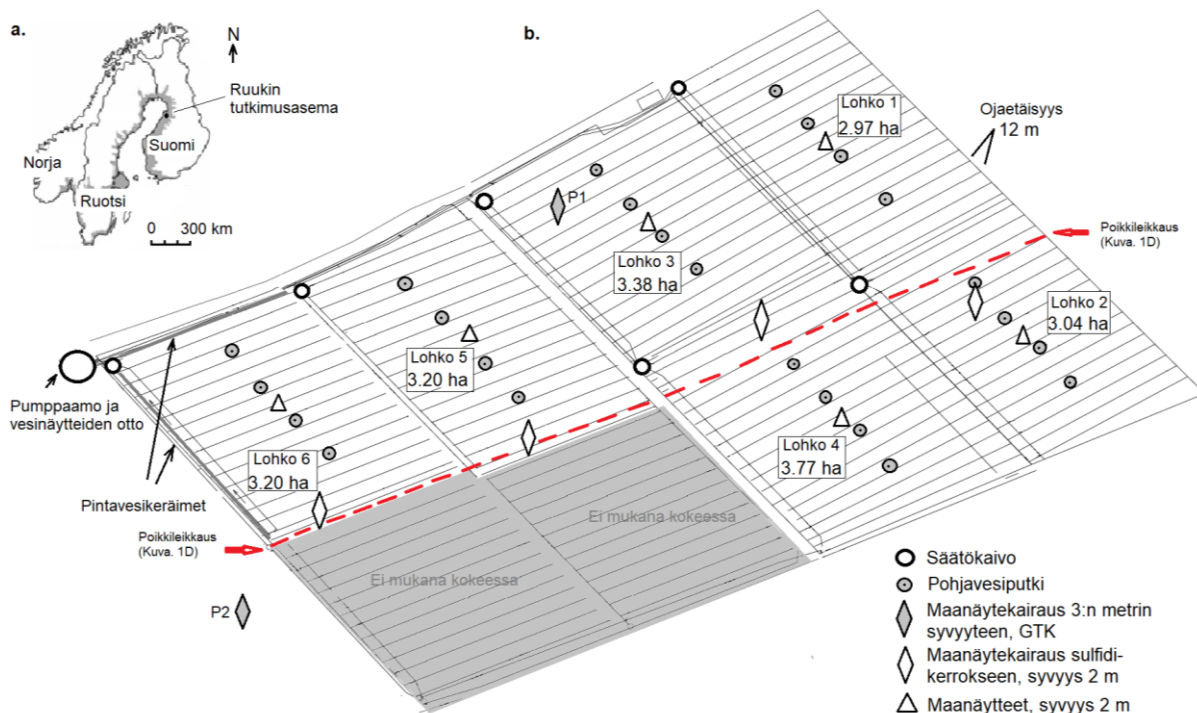 a.
N
Ruukin
tutkimusasema
Suomi
Norja
Ruotsi
0 300 km
b.
Lohko 1
2.97 ha
Ojaetäisyys
12 m
P1
Lohko 3
3.38 ha
Poikkileikkaus
(Kuva. 1D)
Lohko 2
3.04 ha
Lohko 5
3.20 ha
Pumppaamo ja
vesinäytteiden otto
Lohko 4
3.77 ha
Lohko 6
3.20 ha
Pintavesikeräimet
Poikkileikkaus
(Kuva. 1D)
Ei mukana kokeessa
Ei mukana kokeessa
P2
Säätökaivo
Pohjavesiputki
Maanäytekairaus 3:n metrin
syvyyteen, GTK
Maanäytekairaus sulfidi-
kerrokseen, syvyys 2 m
Maanäytteet, syvyys 2 m